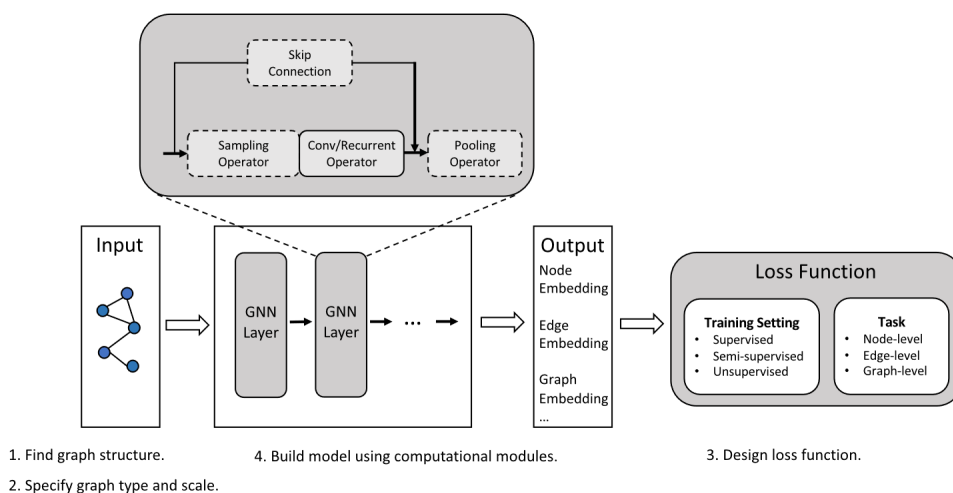 Skip
Connection
Sampling
Operator
Conv/Recurrent
Operator
Pooling
Operator
Input
GNN
Layer
GNN
Layer
...
Output
Node
Embedding
Edge
Embedding
Graph
Embedding
...
Loss Function
Training Setting
• Supervised
• Semi-supervised
• Unsupervised
Task
• Node-level
• Edge-level
• Graph-level
1. Find graph structure.
2. Specify graph type and scale.
4. Build model using computational modules.
3. Design loss function.